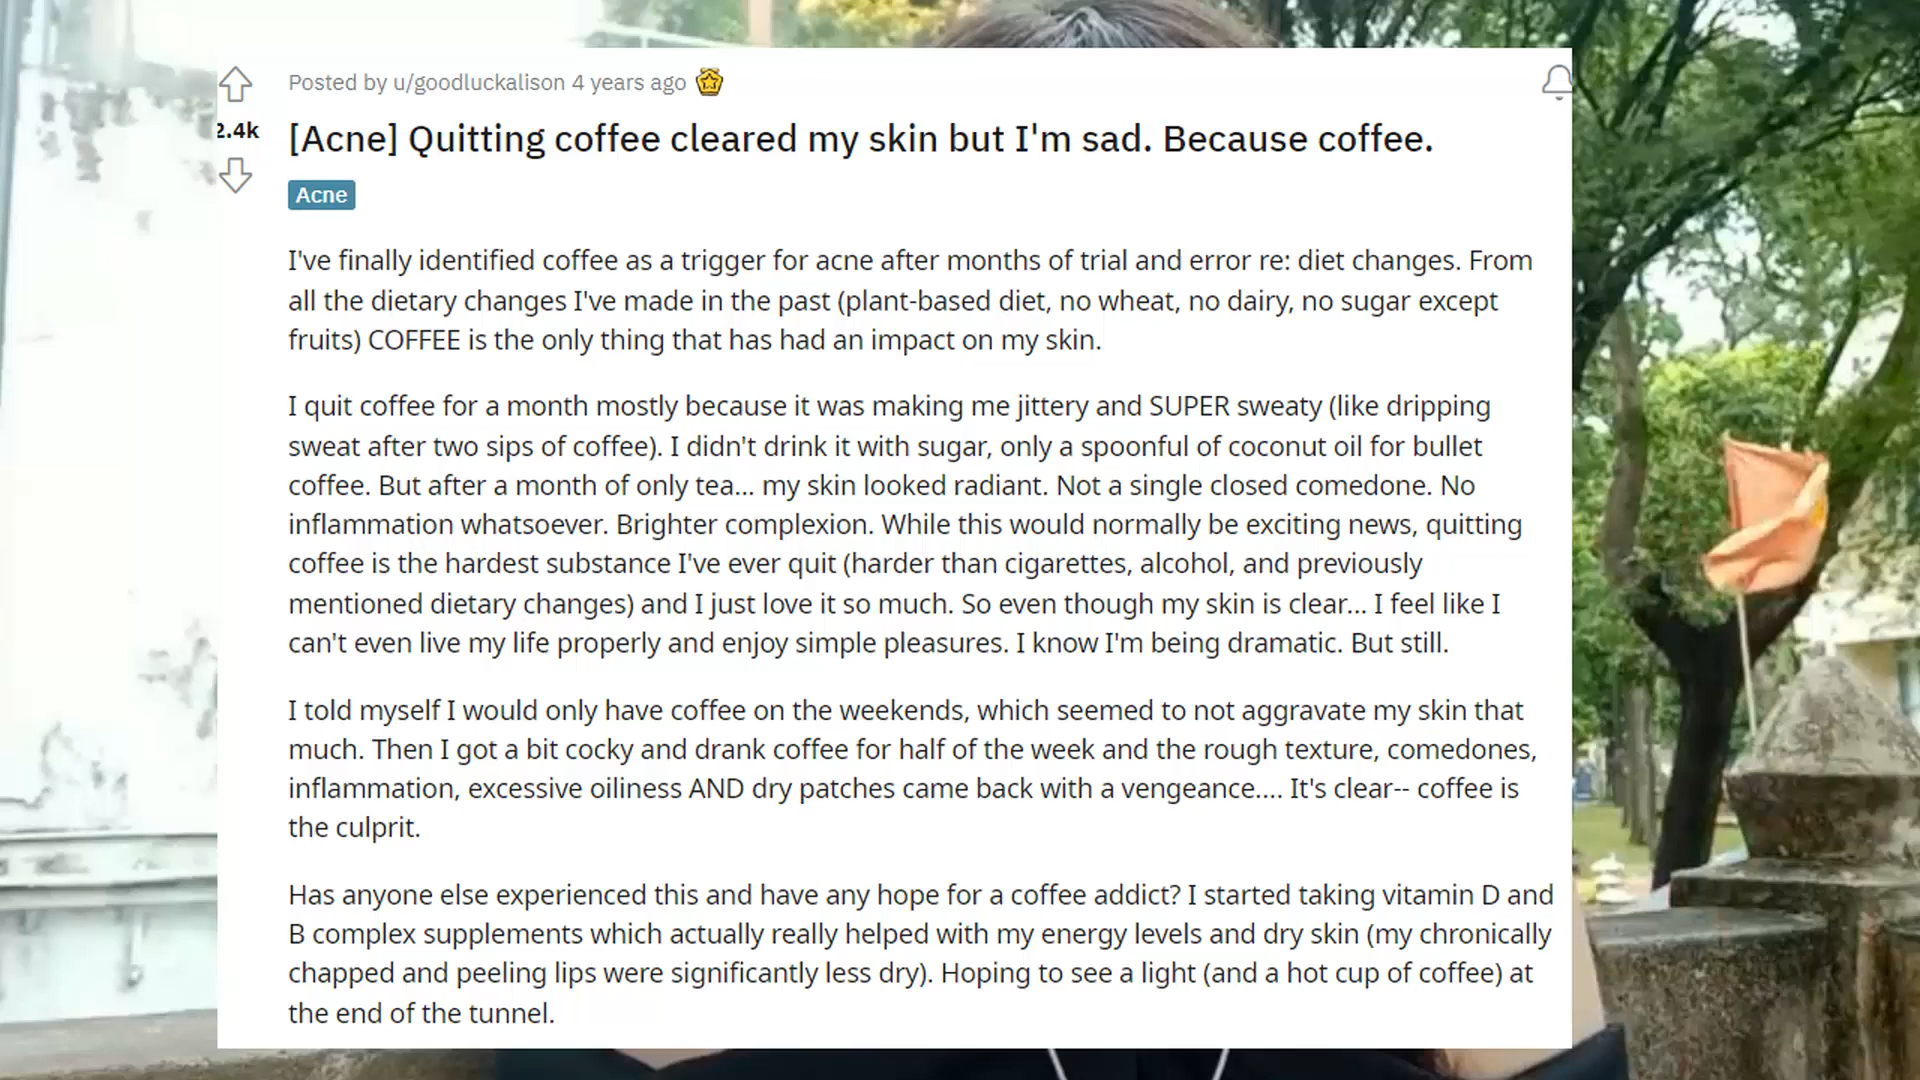 Posted by u/goodluckalison 4 years ago
2.4k
[Acne] Quitting coffee cleared my skin but I'm sad. Because coffee.
Acne
I've finally identified coffee as a trigger for acne after months of trial and error re: diet changes. From
all the dietary changes I've made in the past (plant-based diet, no wheat, no dairy, no sugar except
fruits) COFFEE is the only thing that has had an impact on my skin.
I quit coffee for a month mostly because it was making me jittery and SUPER sweaty (like dripping
sweat after two sips of coffee). I didn't drink it with sugar, only a spoonful of coconut oil for bullet
coffee. But after a month of only tea... my skin looked radiant. Not a single closed comedone. No
inflammation whatsoever. Brighter complexion. While this would normally be exciting news, quitting
coffee is the hardest substance I've ever quit (harder than cigarettes, alcohol, and previously
mentioned dietary changes) and I just love it so much. So even though my skin is clear... I feel like I
can't even live my life properly and enjoy simple pleasures. I know I'm being dramatic. But still.
I told myself I would only have coffee on the weekends, which seemed to not aggravate my skin that
much. Then I got a bit cocky and drank coffee for half of the week and the rough texture, comedones,
inflammation, excessive oiliness AND dry patches came back with a vengeance.... It's clear-- coffee is
the culprit.
Has anyone else experienced this and have any hope for a coffee addict? I started taking vitamin D and
B complex supplements which actually really helped with my energy levels and dry skin (my chronically
chapped and peeling lips were significantly less dry). Hoping to see a light (and a hot cup of coffee) at
the end of the tunnel.